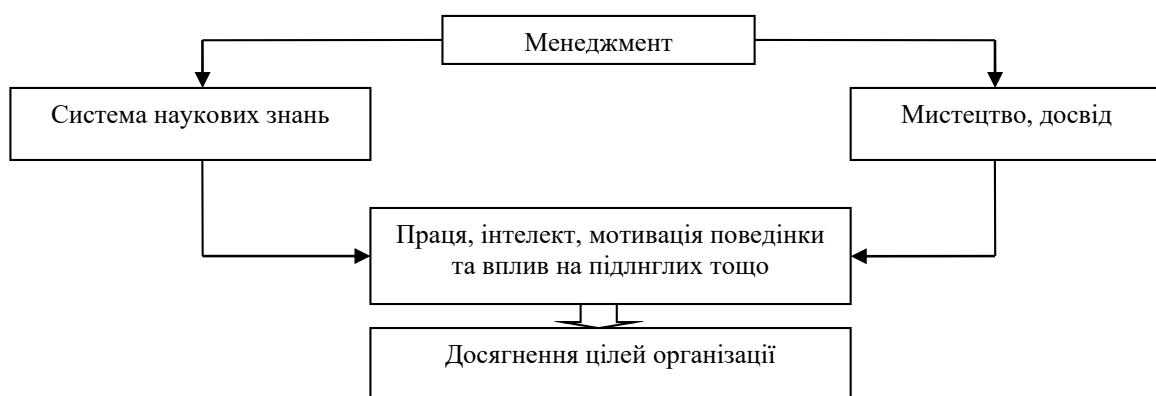 Менеджмент
Система наукових знань
Мистецтво, досвід
Праця, інтелект, мотивація поведінки
та вплив на підлнглих тощо
Досягнення цілей організації